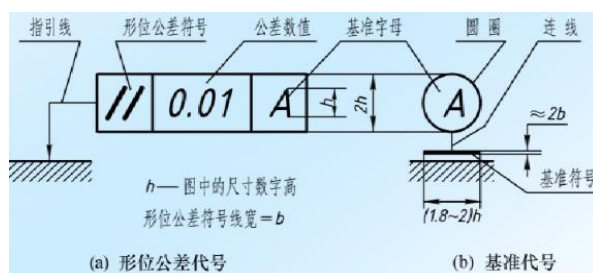 指引线 形位公差符号 公差数值 基准字母 圆圈 连线
// 0.01 A h 2h A ≈2b
h— 图中的尺寸数字高 基准符号
形位公差符号线宽=b (1.8~2)h
(a) 形位公差代号 (b) 基准代号